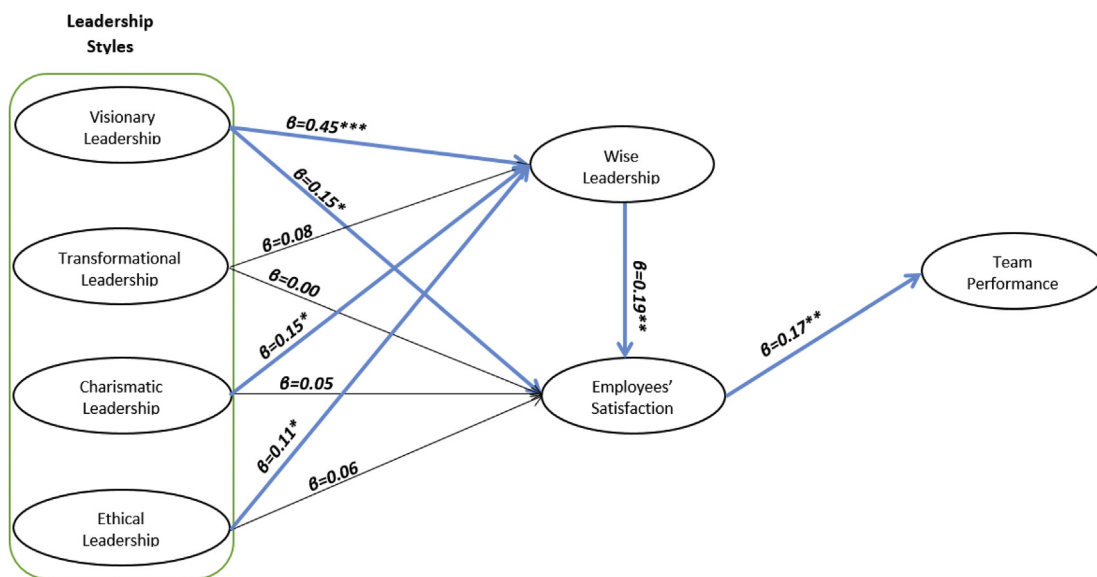 Leadership
Styles
Visionary
Leadership
Transformational
Leadership
Charismatic
Leadership
Ethical
Leadership
β=0.45***
β=0.15*
β=0.08
β=0.00
β=0.15*
β=0.05
β=0.11*
β=0.06
Wise
Leadership
β=0.19**
Employees’
Satisfaction
β=0.17**
Team
Performance